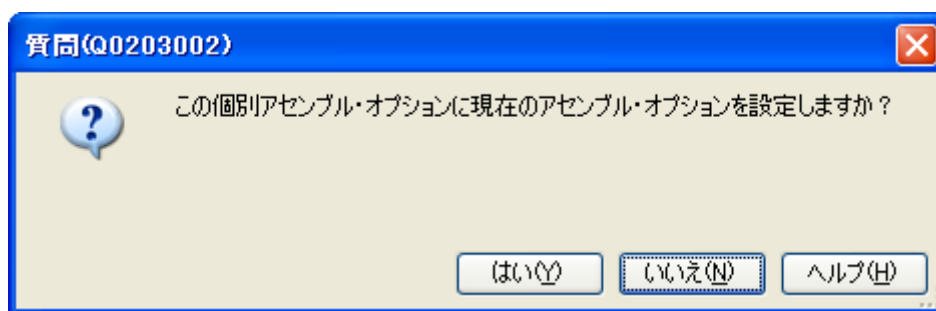 質問(Q0203002)
この個別アセンブル・オプションに現在のアセンブル・オプションを設定しますか？
はい(Y)
いいえ(N)
ヘルプ(H)